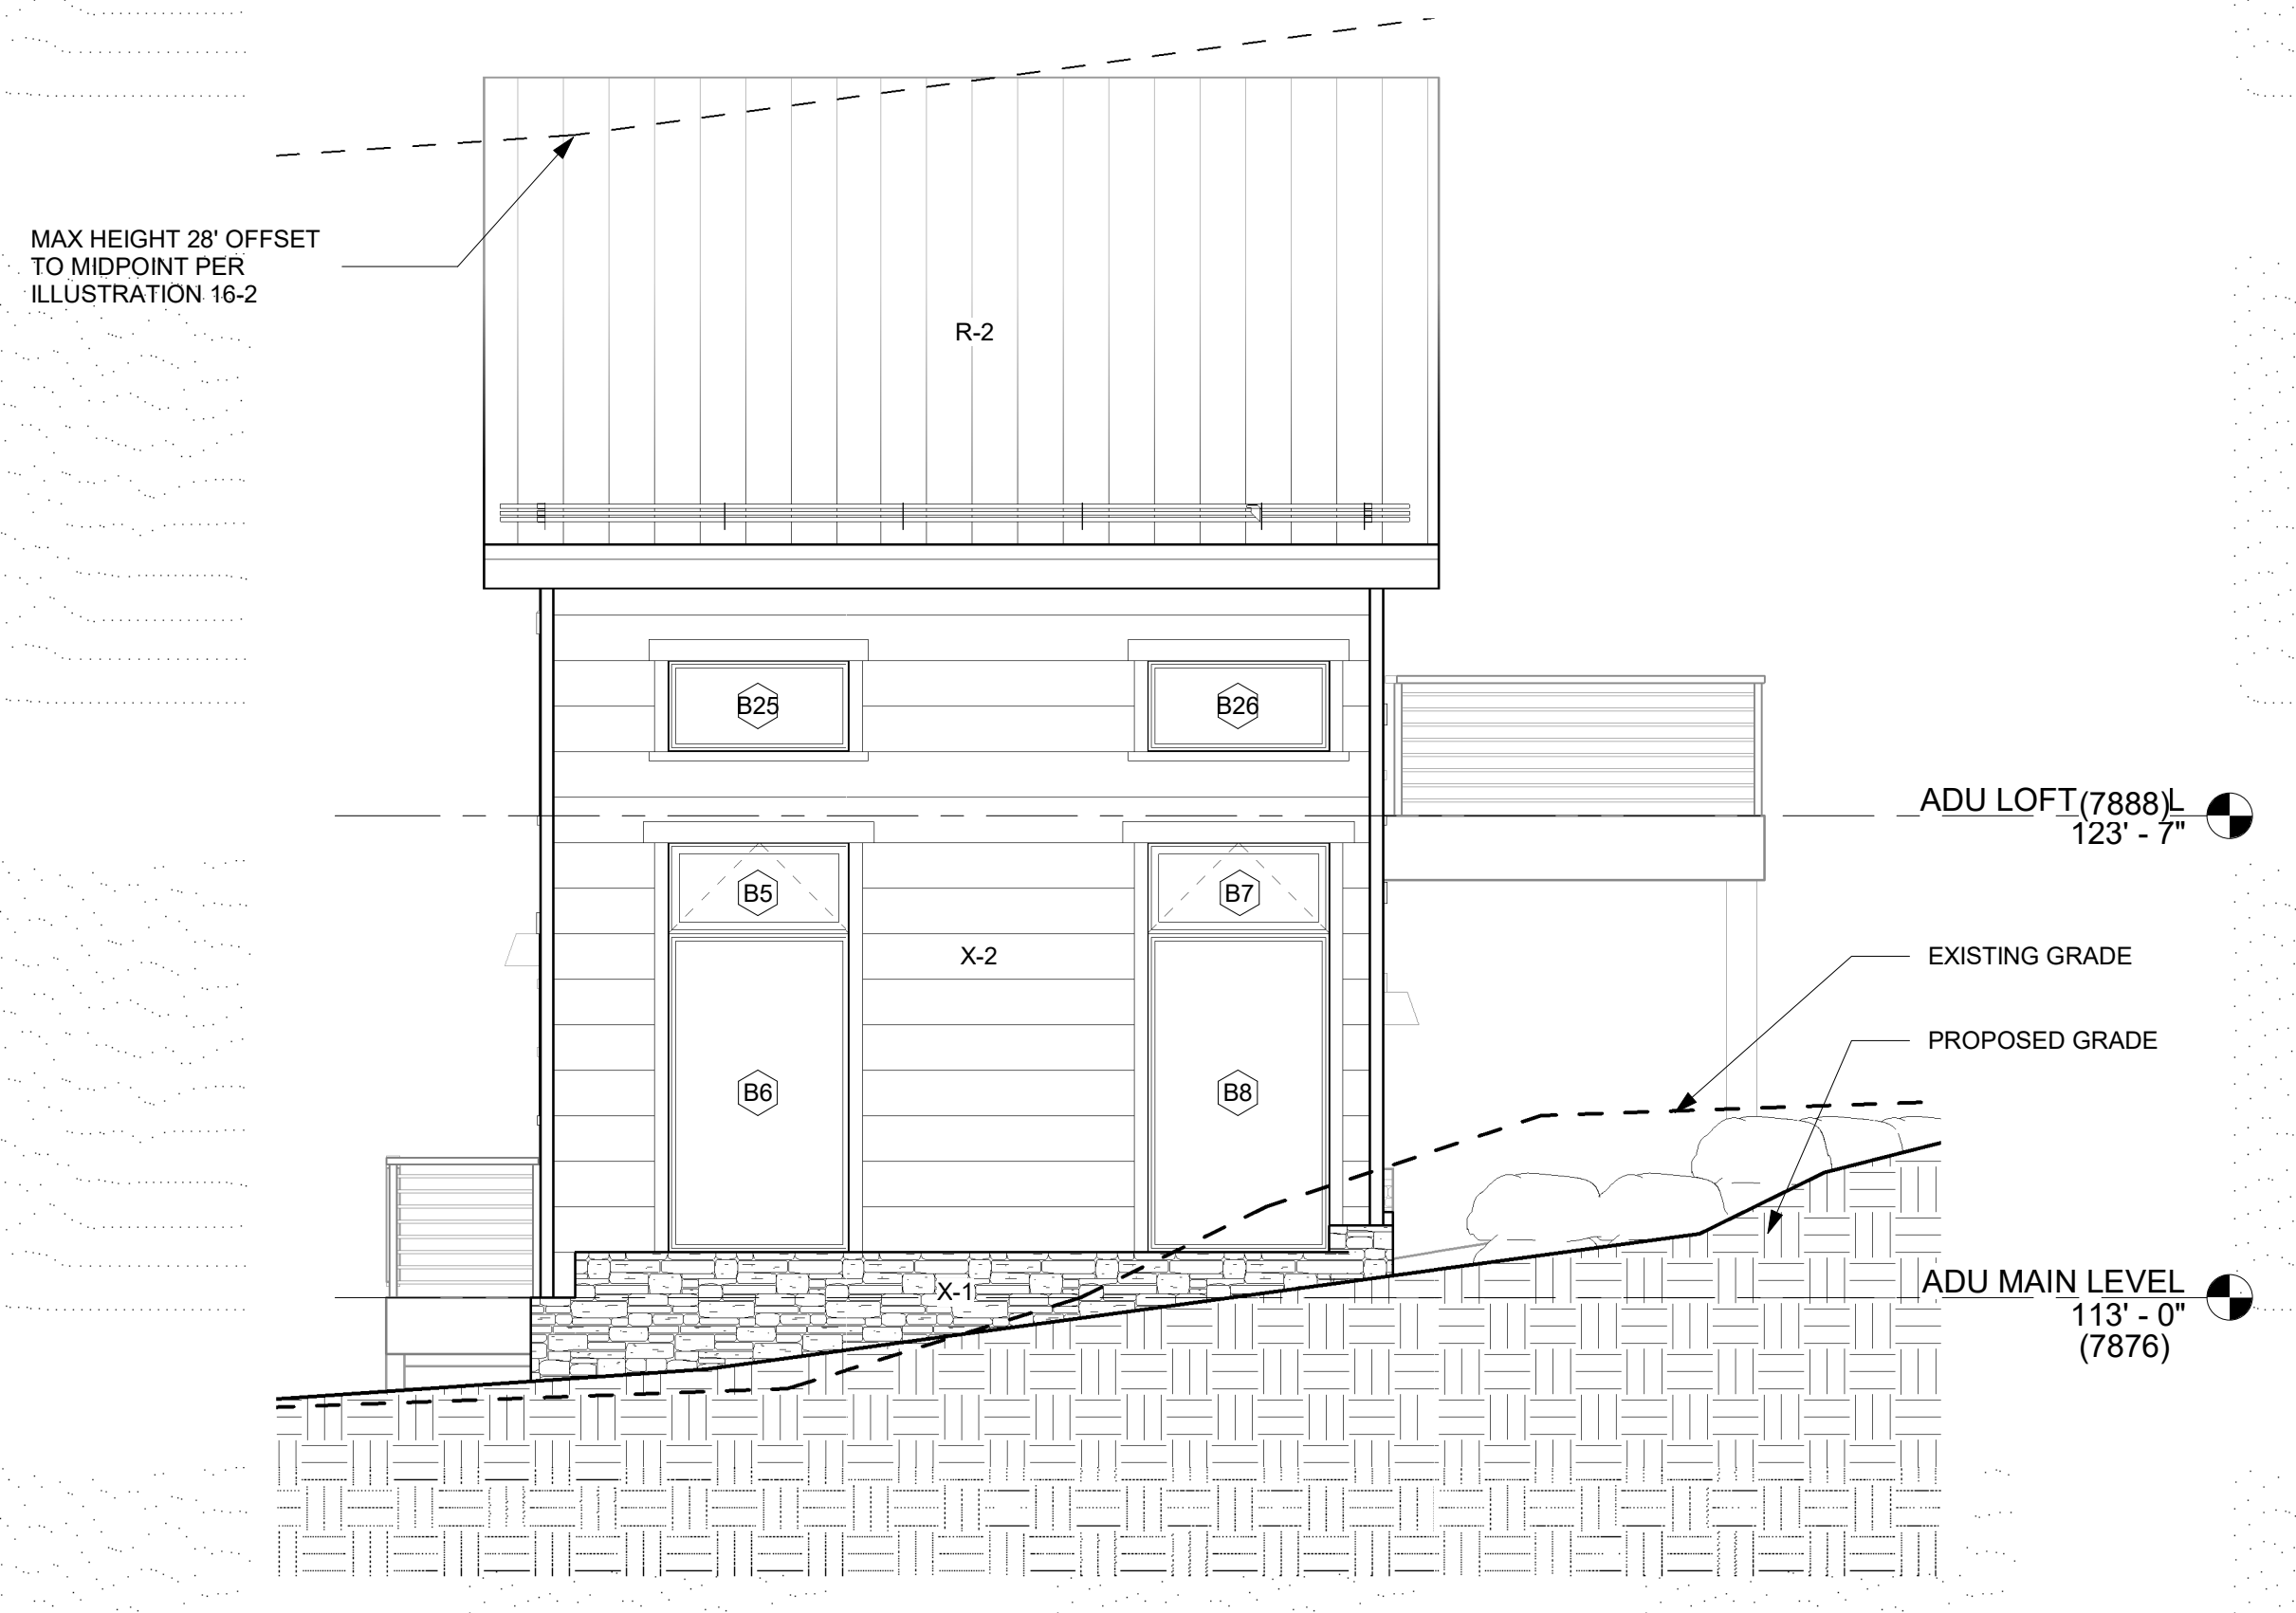 MAX HEIGHT 28' OFFSET
TO MIDPOINT PER
ILLUSTRATION 16-2
R-2
B25
B26
ADU LOFT(7888)L
123' - 7"
B5
B7
X-2
EXISTING GRADE
PROPOSED GRADE
B6
B8
X-1
ADU MAIN LEVEL
113' - 0"
(7876)